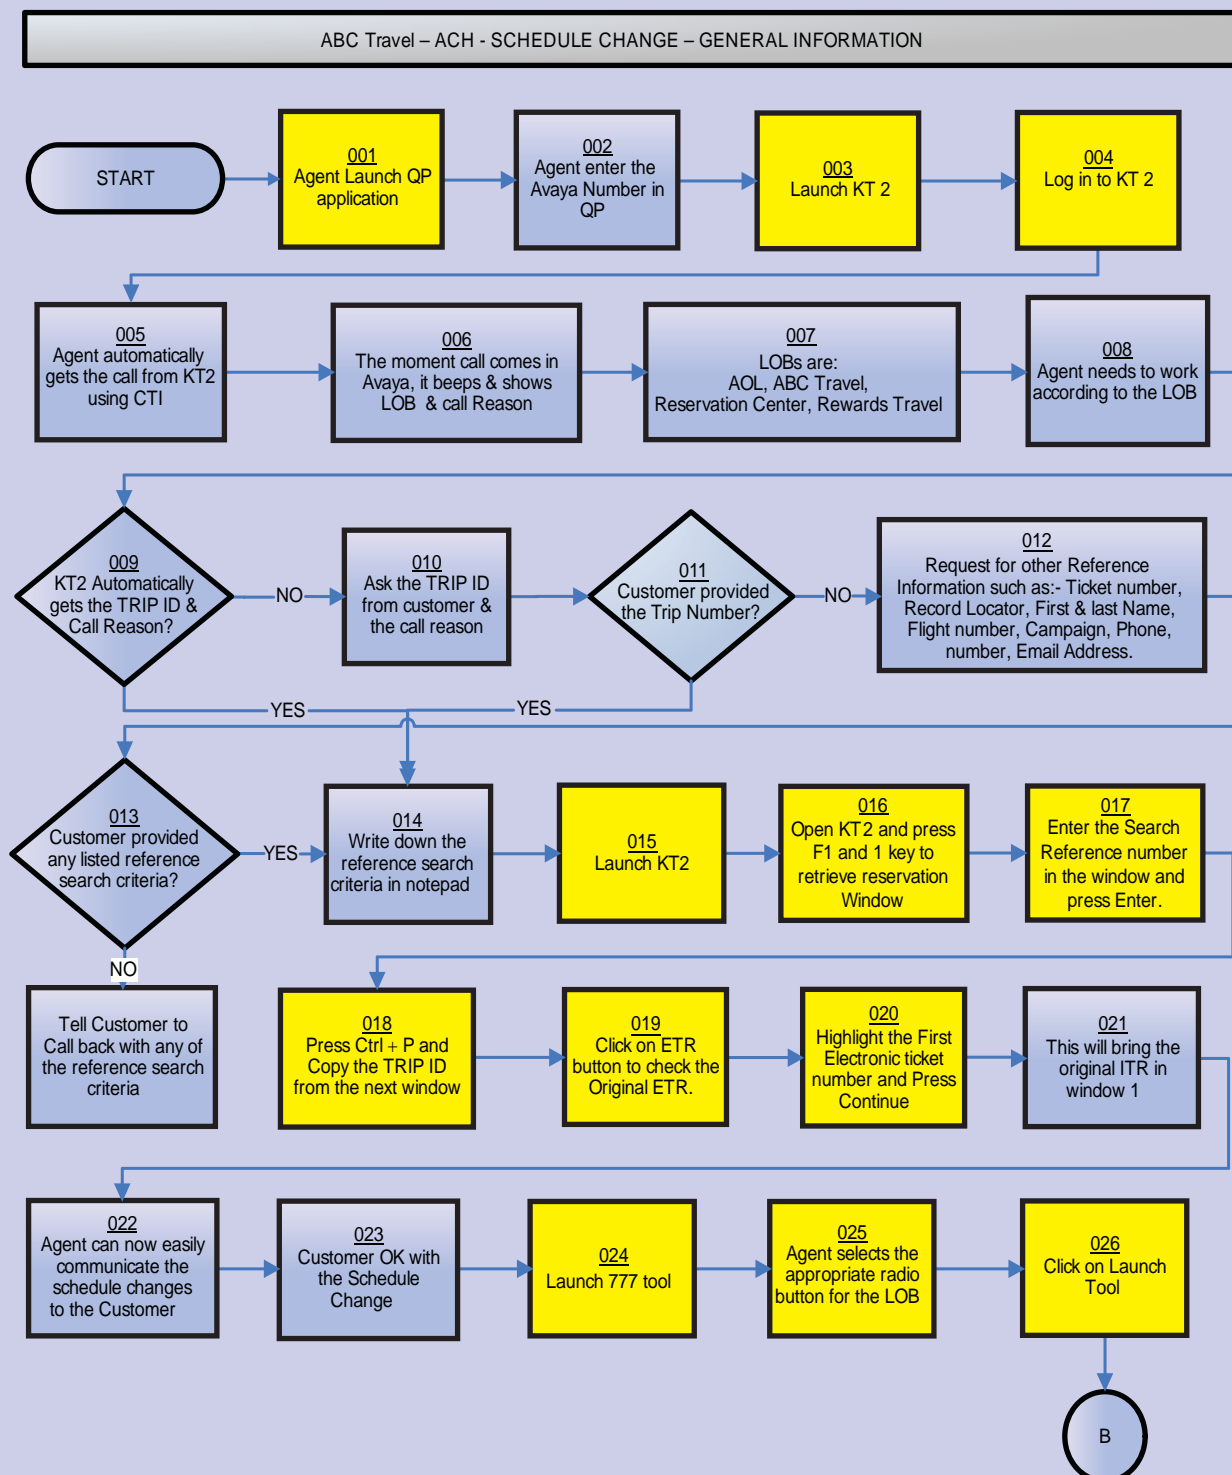 ABC Travel – ACH - SCHEDULE CHANGE – GENERAL INFORMATION
START
001
Agent Launch QP
application
002
Agent enter the
Avaya Number in
QP
003
Launch KT 2
004
Log in to KT 2
005
Agent automatically
gets the call from KT2
using CTI
006
The moment call comes in
Avaya, it beeps & shows
LOB & call Reason
007
LOBs are:
AOL, ABC Travel,
Reservation Center, Rewards Travel
008
Agent needs to work
according to the LOB
009
KT2 Automatically
gets the TRIP ID &
Call Reason?
NO
010
Ask the TRIP ID
from customer &
the call reason
011
Customer provided
the Trip Number?
NO
012
Request for other Reference
Information such as:- Ticket number,
Record Locator, First & last Name,
Flight number, Campaign, Phone,
number, Email Address.
YES
YES
013
Customer provided
any listed reference
search criteria?
YES
014
Write down the
reference search
criteria in notepad
015
Launch KT2
016
Open KT2 and press
F1 and 1 key to
retrieve reservation
Window
017
Enter the Search
Reference number
in the window and
press Enter.
NO
Tell Customer to
Call back with any of
the reference search
criteria
018
Press Ctrl + P and
Copy the TRIP ID
from the next window
019
Click on ETR
button to check the
Original ETR.
020
Highlight the First
Electronic ticket
number and Press
Continue
021
This will bring the
original ITR in
window 1
022
Agent can now easily
communicate the
schedule changes
to the Customer
023
Customer OK with
the Schedule
Change
024
Launch 777 tool
025
Agent selects the
appropriate radio
button for the LOB
026
Click on Launch
Tool
B